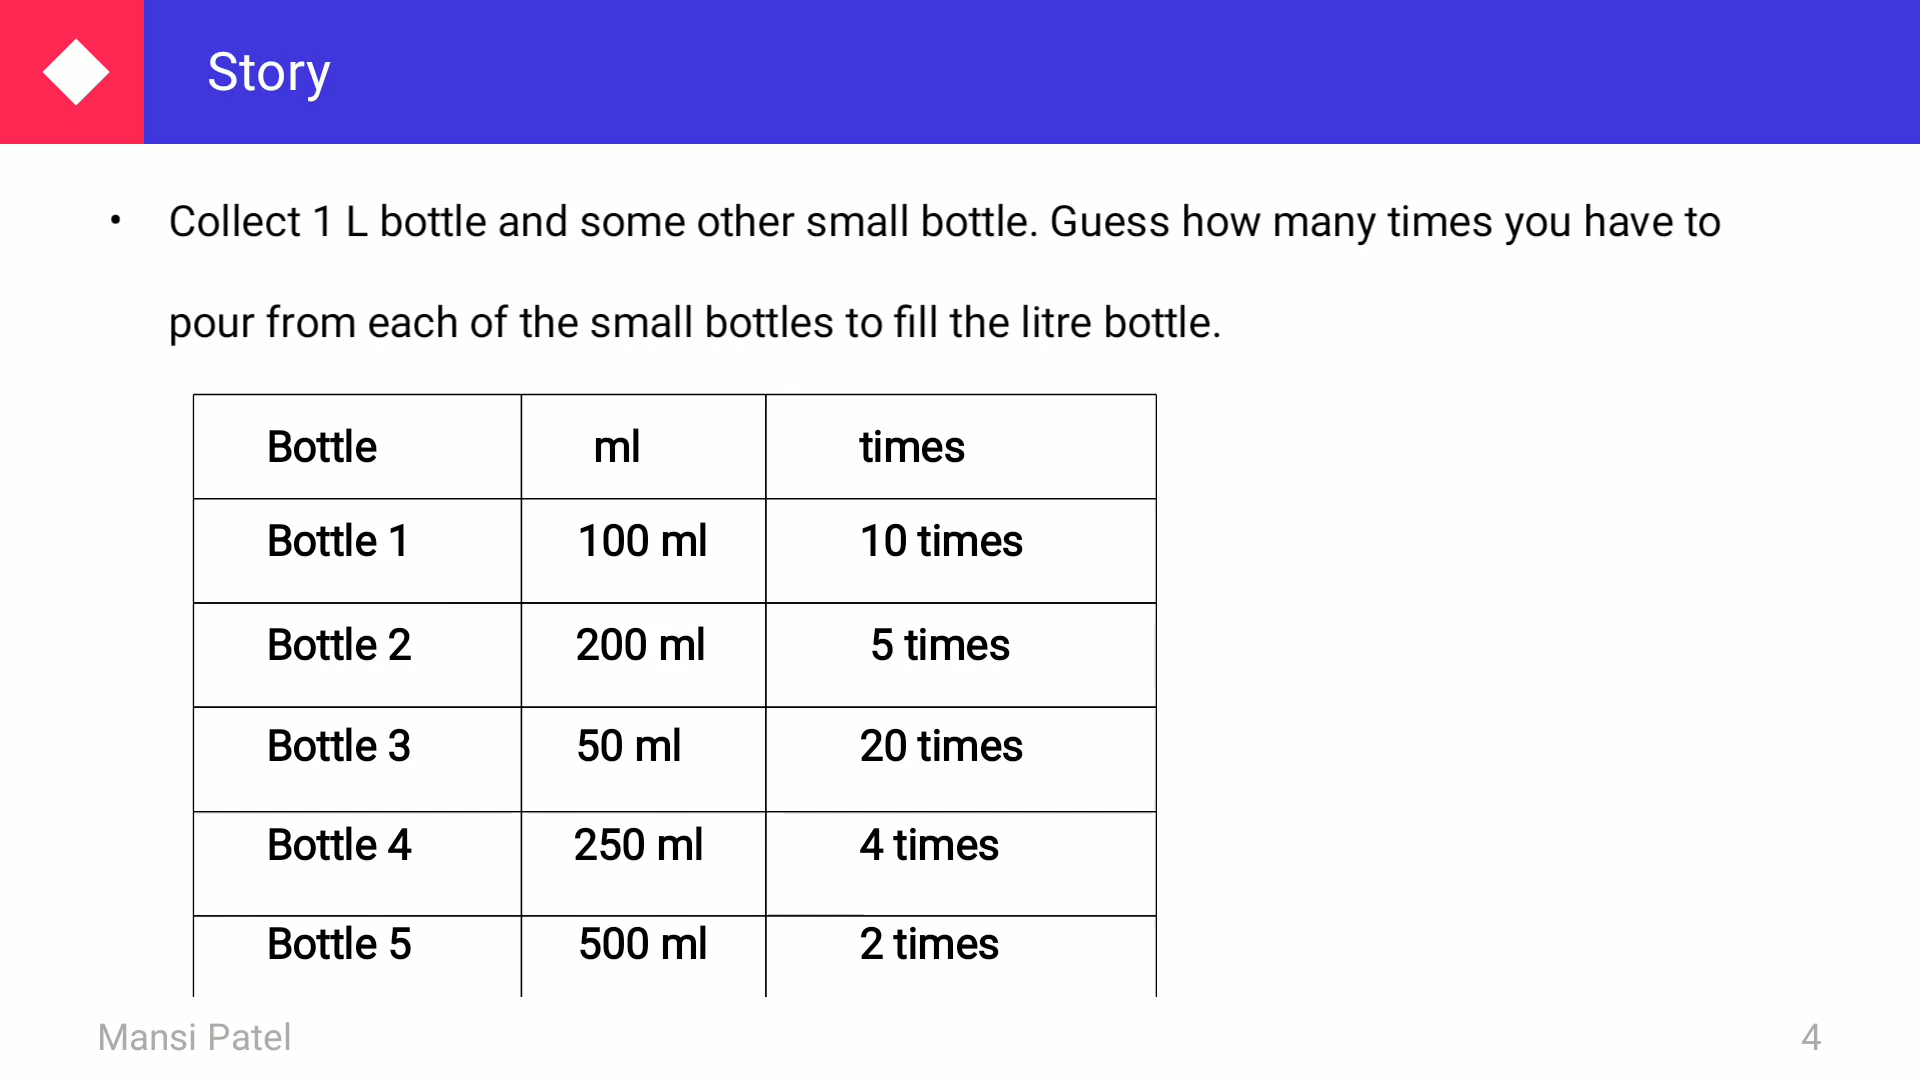 Story
• Collect 1 L bottle and some other small bottle. Guess how many times you have to
pour from each of the small bottles to fill the litre bottle.
Bottle ml times
Bottle 1 100 ml 10 times
Bottle 2 200 ml 5 times
Bottle 3 50 ml 20 times
Bottle 4 250 ml 4 times
Bottle 5 500 ml 2 times
Mansi Patel 4